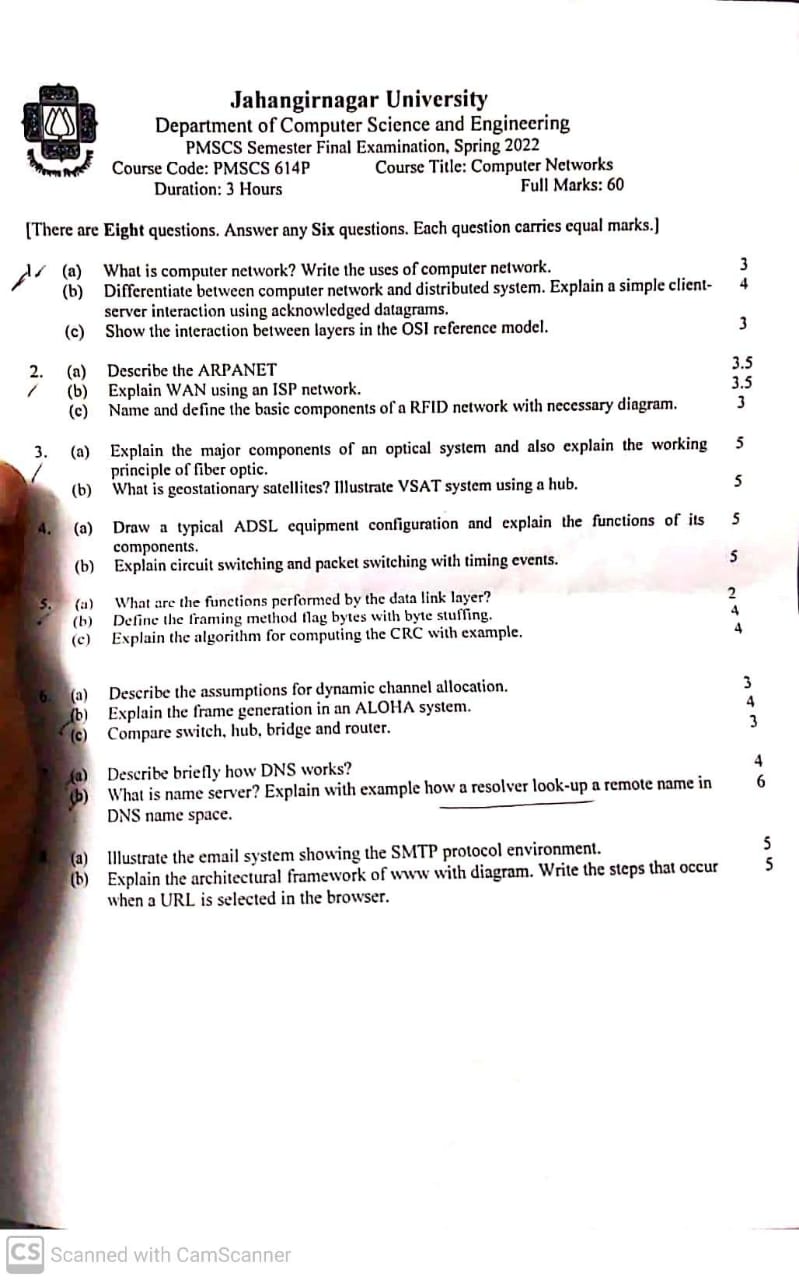 Jahangirnagar University
Department of Computer Science and Engineering
PMSCS Semester Final Examination, Spring 2022
Course Code: PMSCS 614P Course Title: Computer Networks
Duration: 3 Hours Full Marks: 60
[There are Eight questions. Answer any Six questions. Each question carries equal marks.]
1. (a) What is computer network? Write the uses of computer network. 3
(b) Differentiate between computer network and distributed system. Explain a simple client- 4
server interaction using acknowledged datagrams.
(c) Show the interaction between layers in the OSI reference model. 3
2. (a) Describe the ARPANET 3.5
(b) Explain WAN using an ISP network. 3.5
(c) Name and define the basic components of a RFID network with necessary diagram. 3
3. (a) Explain the major components of an optical system and also explain the working 5
principle of fiber optic.
(b) What is geostationary satellites? Illustrate VSAT system using a hub. 5
4. (a) Draw a typical ADSL equipment configuration and explain the functions of its 5
components.
(b) Explain circuit switching and packet switching with timing events. 5
5. (a) What are the functions performed by the data link layer? 2
(b) Define the framing method flag bytes with byte stuffing. 4
(c) Explain the algorithm for computing the CRC with example. 4
6. (a) Describe the assumptions for dynamic channel allocation. 3
(b) Explain the frame generation in an ALOHA system. 4
(c) Compare switch, hub, bridge and router. 3
(a) Describe briefly how DNS works? 4
(b) What is name server? Explain with example how a resolver look-up a remote name in 6
DNS name space.
(a) Illustrate the email system showing the SMTP protocol environment. 5
(b) Explain the architectural framework of www with diagram. Write the steps that occur 5
when a URL is selected in the browser.
CS Scanned with CamScanner